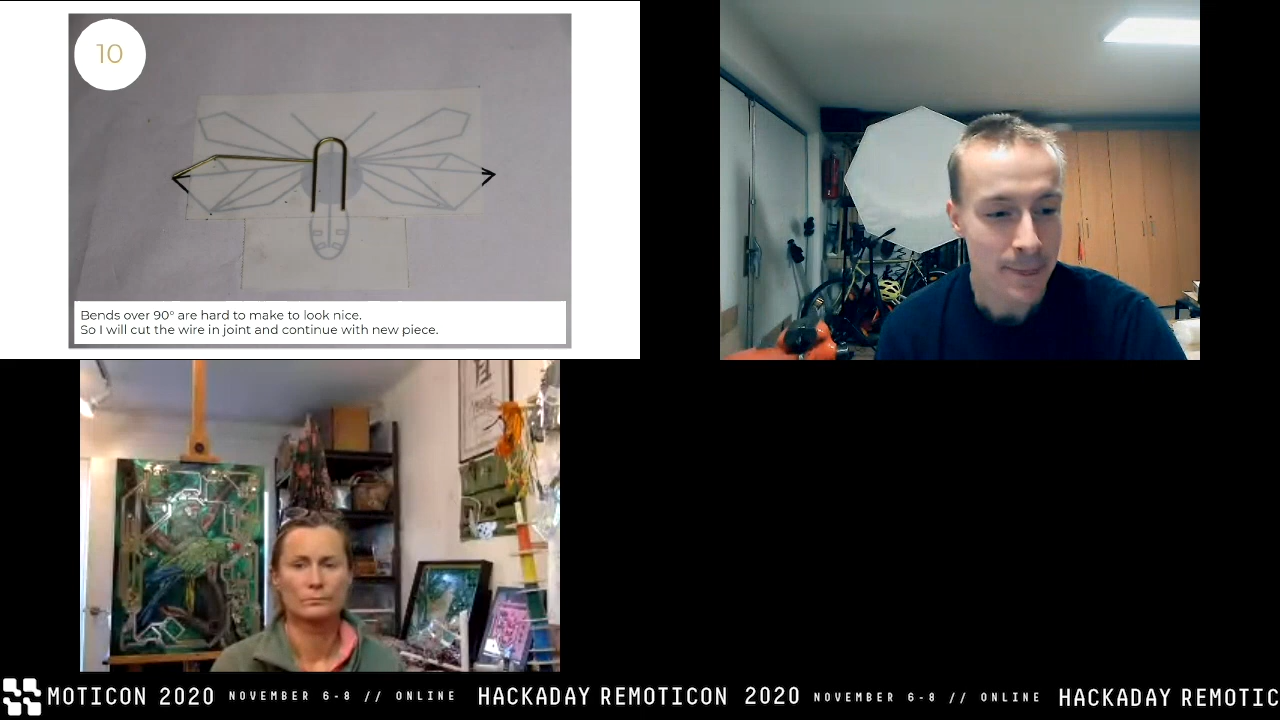 10
Bends over 90° are hard to make to look nice.
So I will cut the wire in joint and continue with new piece.
MOTICON 2020 NOVEMBER 6-8 // ONLINE HACKADAY REMOTICON 2020 NOVEMBER 6-8 // ONLINE HACKADAY REMOTIC